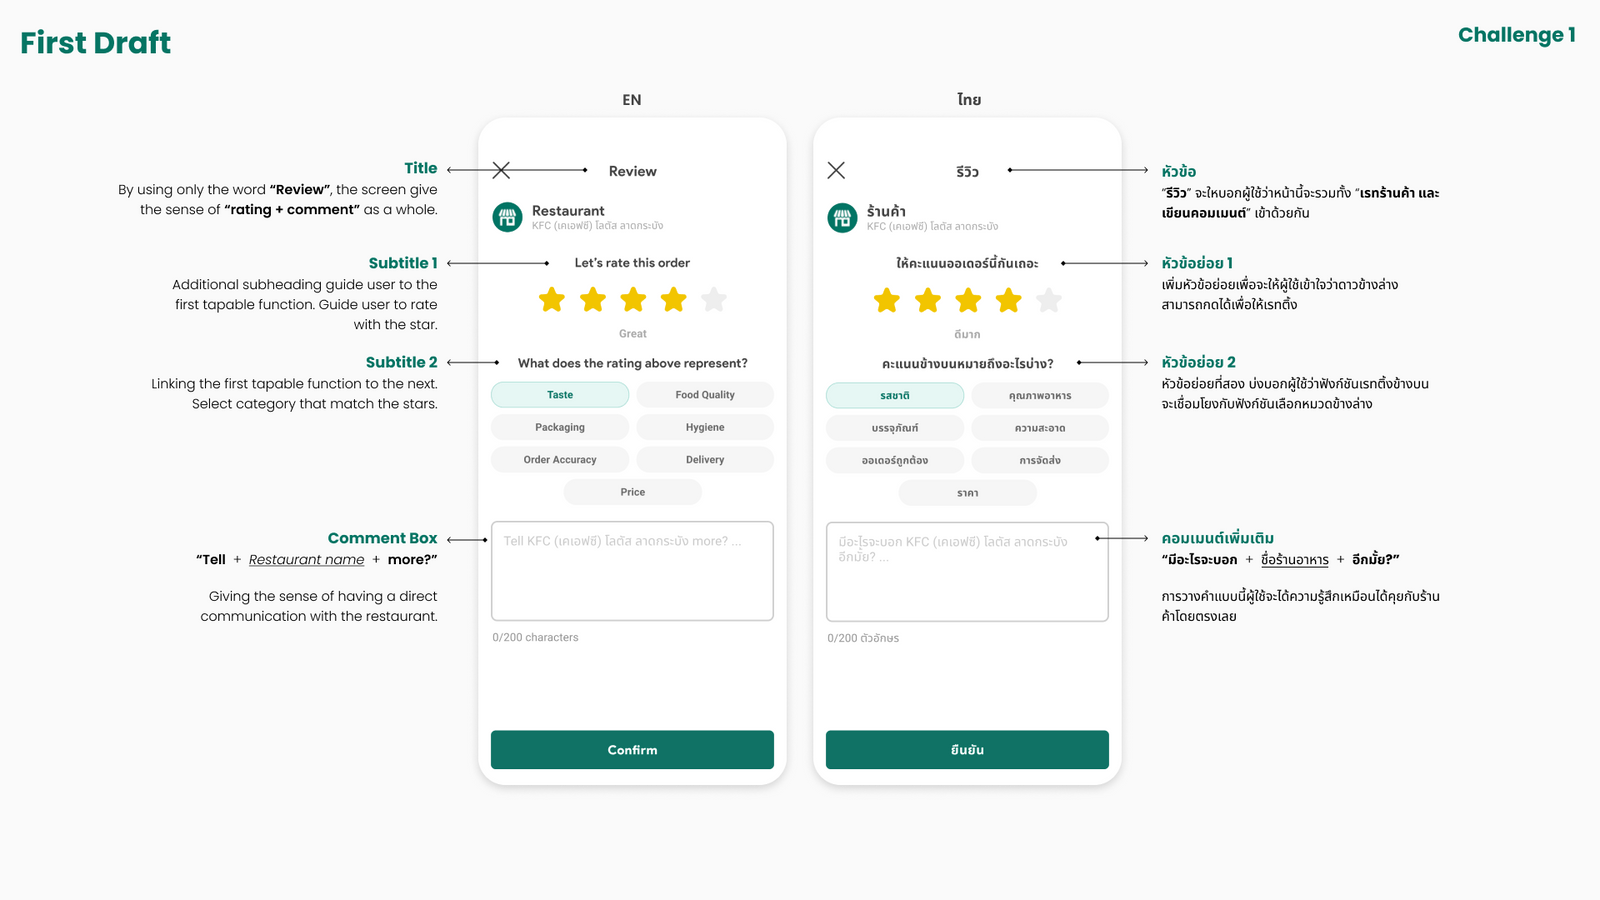 First Draft
Challenge 1
EN
ไทย
Title
By using only the word “Review”, the screen give
the sense of “rating + comment” as a whole.
Subtitle 1
Additional subheading guide user to the
first tapable function. Guide user to rate
with the star.
Subtitle 2
Linking the first tapable function to the next.
Select category that match the stars.
Comment Box
“Tell + Restaurant name + more?”
Giving the sense of having a direct
communication with the restaurant.
Review
Restaurant
KFC (เคเอฟซี) โลตัส ลาดกระบัง
Let's rate this order
Great
What does the rating above represent?
Taste
Food Quality
Packaging
Hygiene
Order Accuracy
Delivery
Price
Tell KFC (เคเอฟซี) โลตัส ลาดกระบัง more? ...
0/200 characters
Confirm
รีวิว
ร้านค้า
KFC (เคเอฟซี) โลตัส ลาดกระบัง
ให้คะแนนออเดอร์นี้กันเถอะ
ดีมาก
คะแนนข้างบนหมายถึงอะไรบ่าง?
รสชาติ
คุณภาพอาหาร
บรรจุภัณฑ์
ความสะอาด
ออเดอร์ถูกต้อง
การจัดส่ง
ราคา
มีอะไรจะบอก KFC (เคเอฟซี) โลตัส ลาดกระบัง
อีกมั้ย? ...
0/200 ตัวอักษร
ยืนยัน
หัวข้อ
“รีวิว” จะใหบอกผู้ใช้ว่าหน้านี้จะรวมทั้ง “เรทร้านค้า และ
เขียนคอมเมนต์” เข้าด้วยกัน
หัวข้อย่อย 1
เพิ่มหัวข้อย่อยเพื่อจะให้ผู้ใช้เข้าใจว่าดาวข้างล่าง
สามารถกดได้เพื่อให้เรทติ้ง
หัวข้อย่อย 2
หัวข้อย่อยที่สอง บ่งบอกผู้ใช้ว่าฟังก์ชันเรทติ้งข้างบน
จะเชื่อมโยงกับฟังก์ชันเลือกหมวดข้างล่าง
คอมเมนต์เพิ่มเติม
“มีอะไรจะบอก + ชื่อร้านอาหาร + อีกมั้ย?”
การวางคำแบบนี้ผู้ใช้จะได้ความรู้สึกเหมือนได้คุยกับร้าน
ค้าโดยตรงเลย